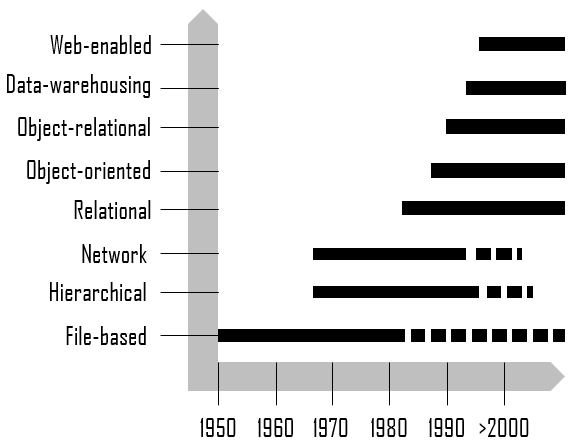 Web-enabled
Data-warehousing
Object-relational
Object-oriented
Relational
Network
Hierarchical
File-based
1950 1960 1970 1980 1990 >2000